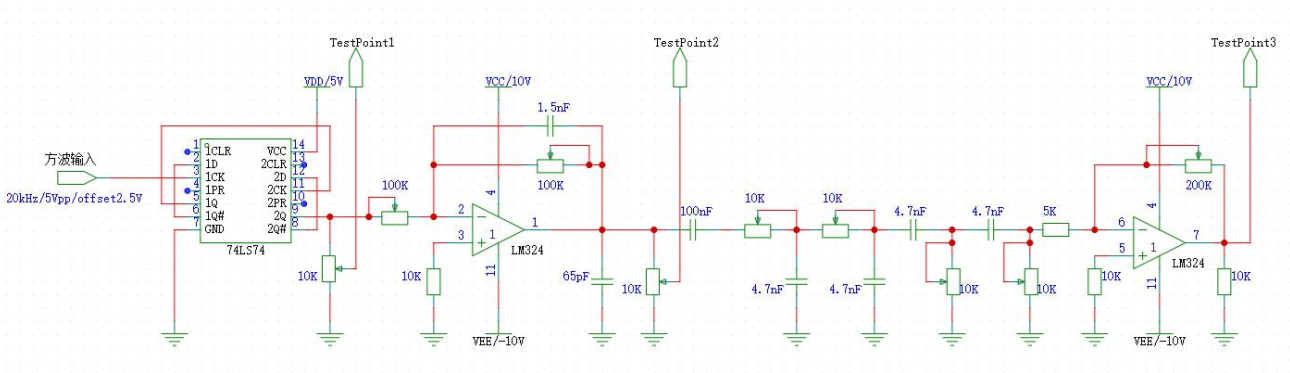 TestPoint1
TestPoint2
TestPoint3
VDD/5V
VCC/10V
VCC/10V
1.5nF
方波输入
20kHz/5Vpp/offset2.5V
1
2
3
4
5
6
7
1CLR
1D
1CK
1PR
1Q
1Q#
GND
VCC
2CLR
2D
2CK
2PR
2Q
2Q#
14
13
12
11
10
9
8
74LS74
10K
100K
100K
2
3
4
11
1
1
LM324
10K
VEE/-10V
65pF
10K
100nF
10K
10K
4.7nF
4.7nF
4.7nF
4.7nF
10K
10K
5K
200K
6
5
4
11
1
7
LM324
10K
10K
VEE/-10V